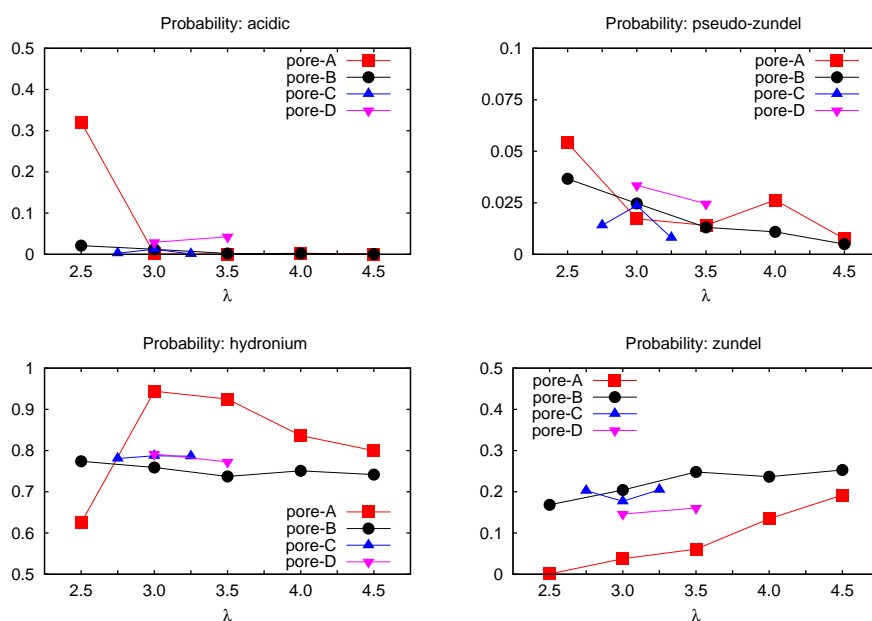 Probability: acidic
0.5
0.4
0.3
0.2
0.1
0
pore-A
pore-B
pore-C
pore-D
2.5 3.0 3.5 4.0 4.5
λ
Probability: pseudo-zundel
0.1
0.075
0.05
0.025
0
pore-A
pore-B
pore-C
pore-D
2.5 3.0 3.5 4.0 4.5
λ
Probability: hydronium
1
0.9
0.8
0.7
0.6
0.5
pore-A
pore-B
pore-C
pore-D
2.5 3.0 3.5 4.0 4.5
λ
Probability: zundel
0.5
0.4
0.3
0.2
0.1
0
pore-A
pore-B
pore-C
pore-D
2.5 3.0 3.5 4.0 4.5
λ